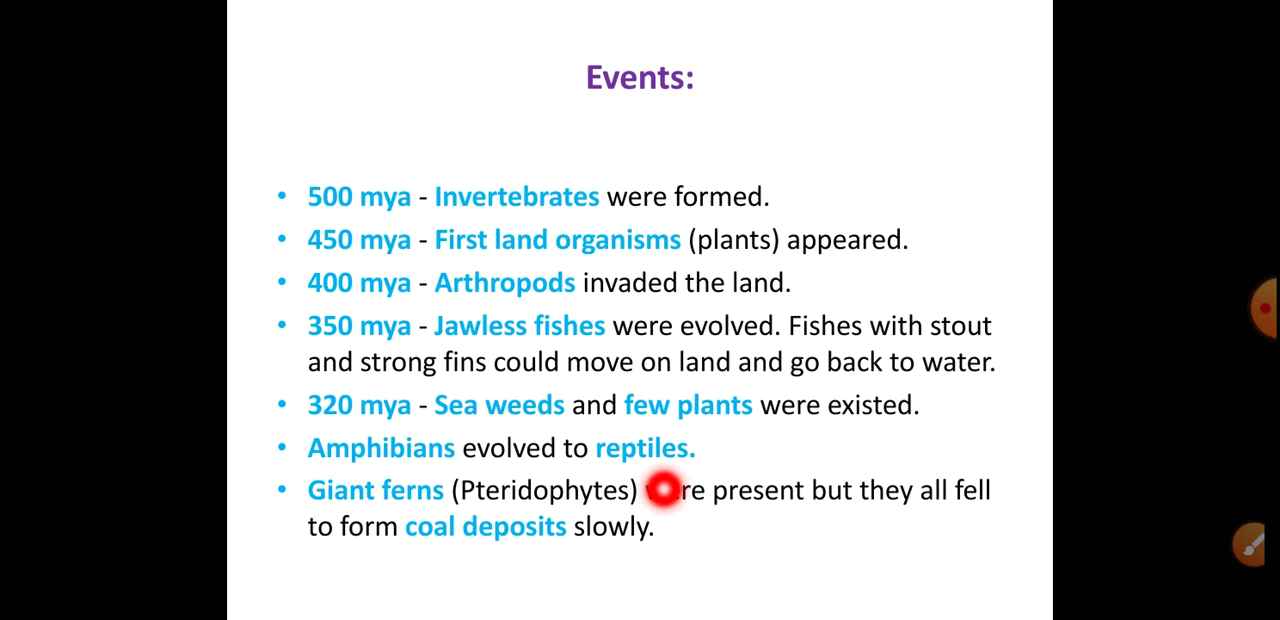 Events:
• 500 mya - Invertebrates were formed.
• 450 mya - First land organisms (plants) appeared.
• 400 mya - Arthropods invaded the land.
• 350 mya - Jawless fishes were evolved. Fishes with stout
and strong fins could move on land and go back to water.
• 320 mya - Sea weeds and few plants were existed.
• Amphibians evolved to reptiles.
• Giant ferns (Pteridophytes) were present but they all fell
to form coal deposits slowly.